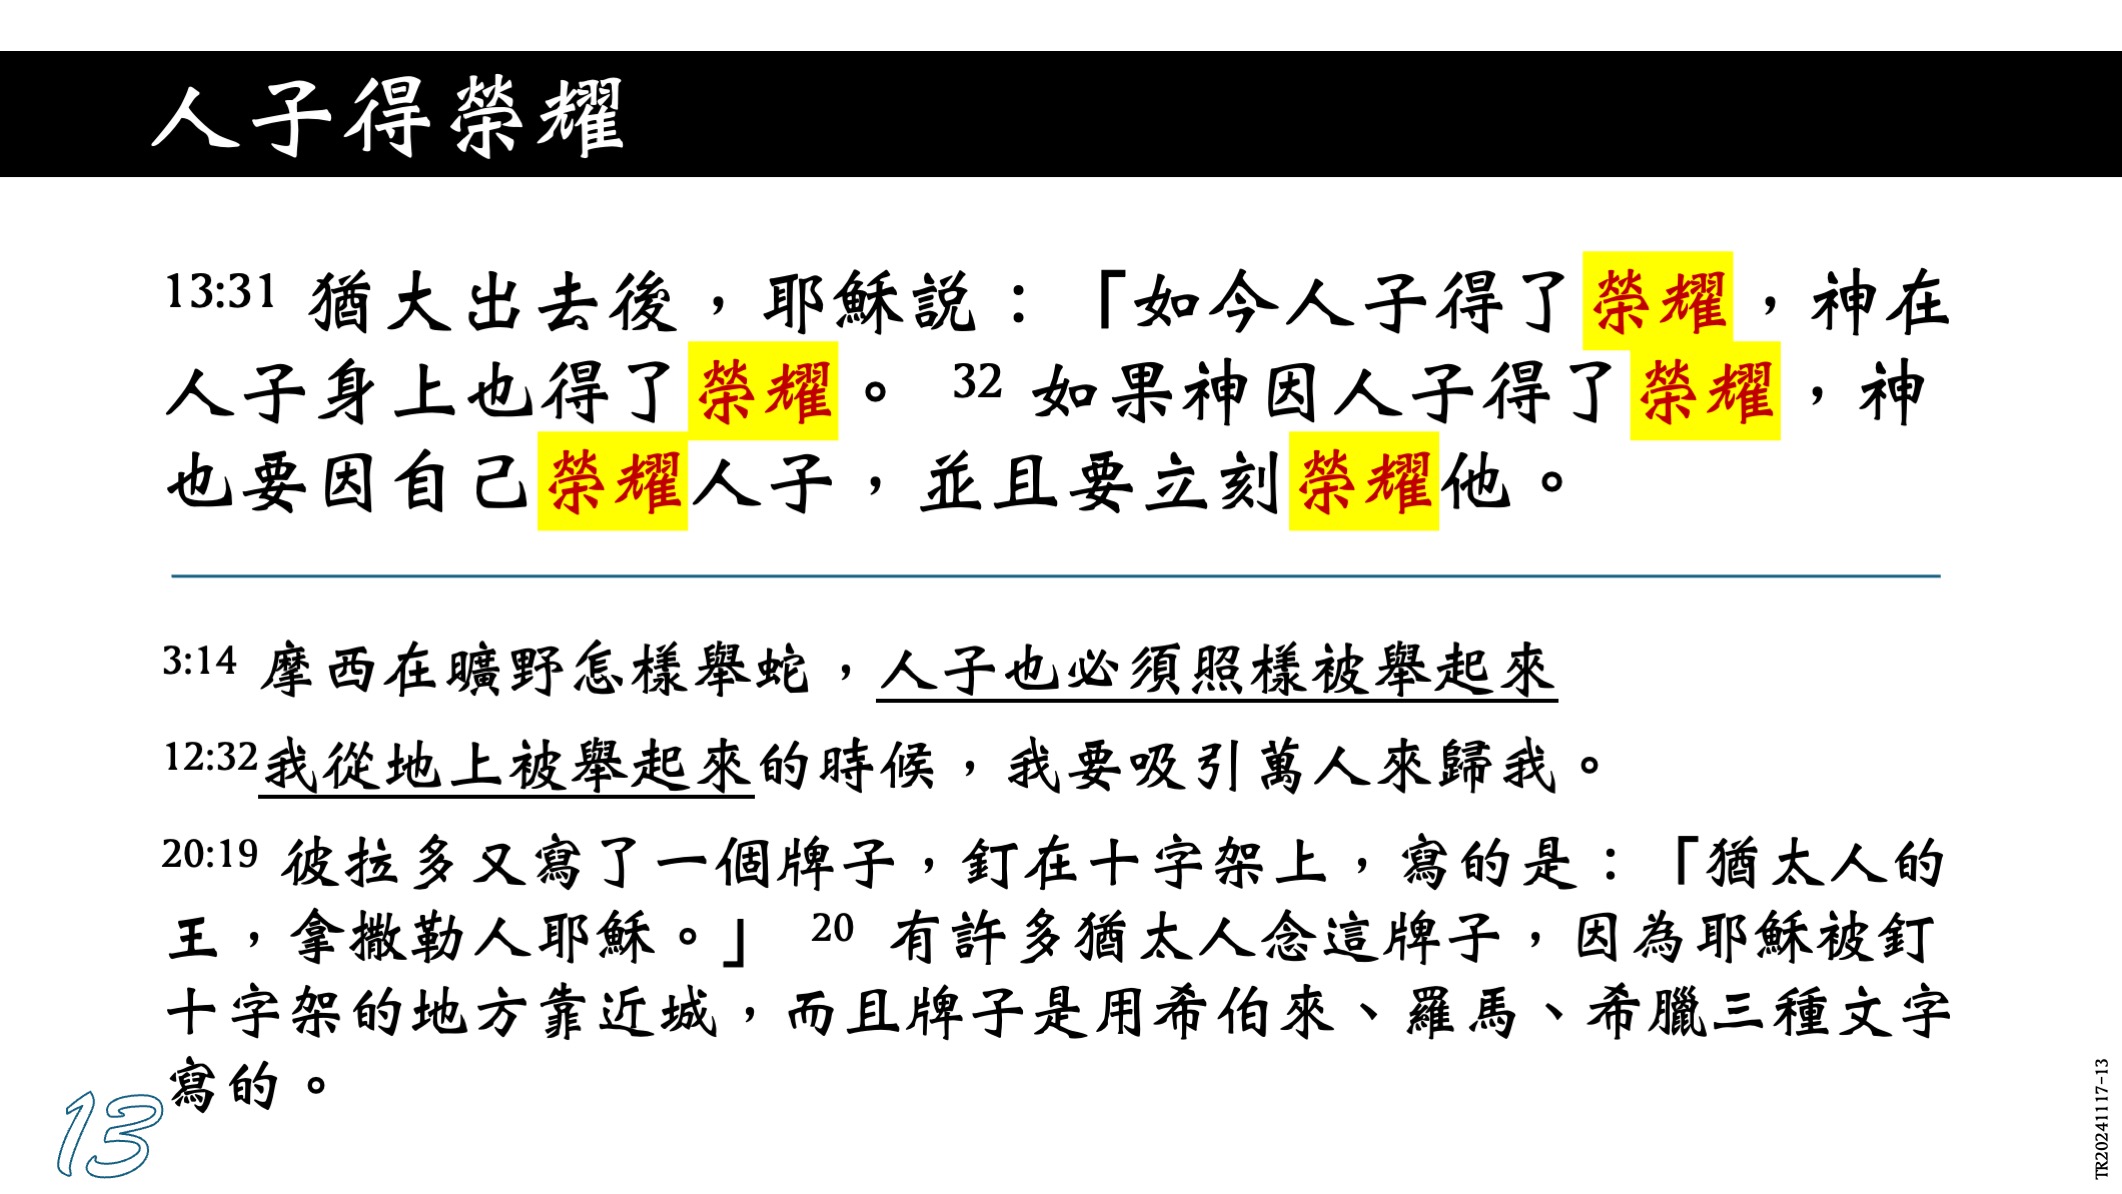 人子得榮耀
13:31 猶大出去後，耶穌說：「如今人子得了榮耀，神在
人子身上也得了榮耀。 32 如果神因人子得了榮耀，神
也要因自己榮耀人子，並且要立刻榮耀他。
3:14 摩西在曠野怎樣舉蛇，人子也必須照樣被舉起來
12:32我從地上被舉起來的時候，我要吸引萬人來歸我。
20:19 彼拉多又寫了一個牌子，釘在十字架上，寫的是：「猶太人的
王，拿撒勒人耶穌。」 20 有許多猶太人念這牌子，因為耶穌被釘
十字架的地方靠近城，而且牌子是用希伯來、羅馬、希臘三種文字
寫的。
13
TR20241117-13